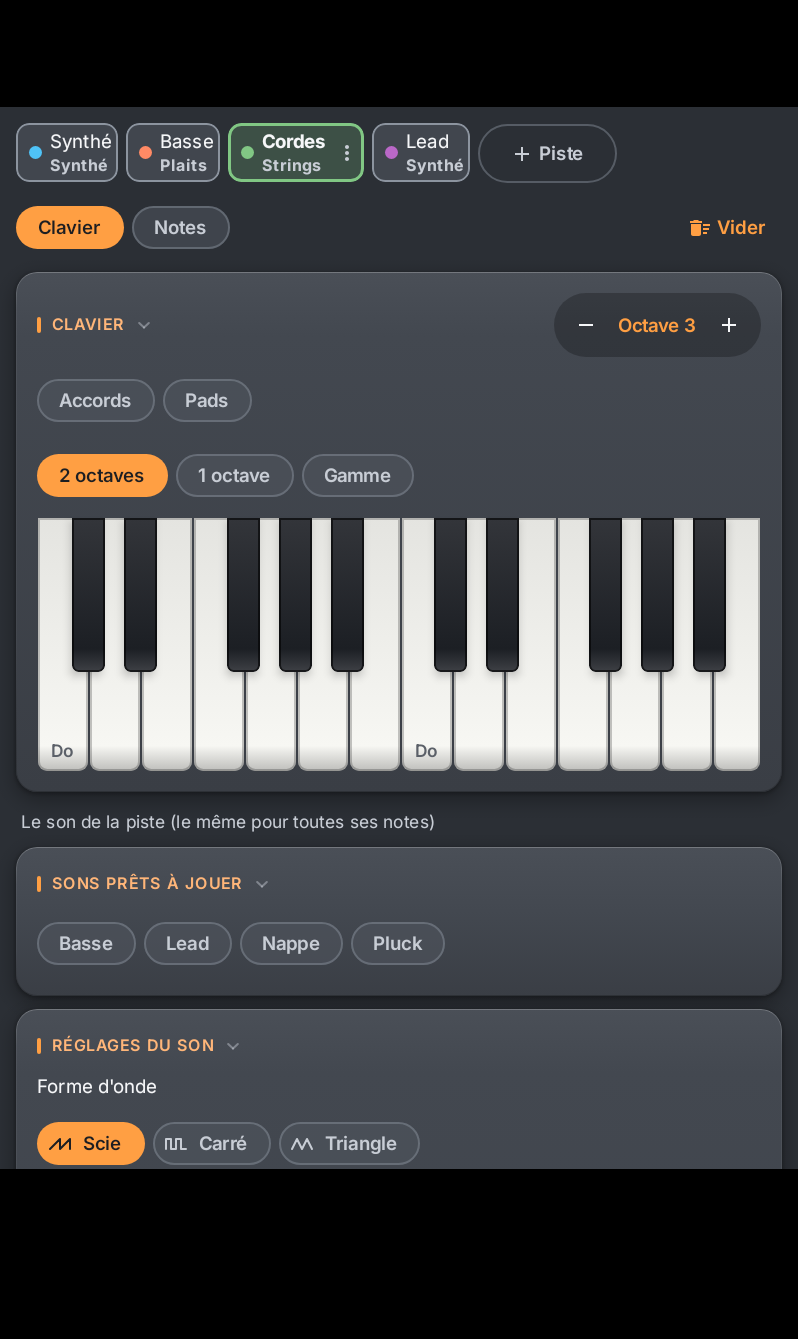 Synthé Basse Cordes Lead
Synthé Plaits Strings Synthé
Piste
Clavier Notes Vider
CLAVIER Octave 3
Accords Pads
2 octaves 1 octave Gamme
Do Do
Le son de la piste (le même pour toutes ses notes)
SONS PRÊTS À JOUER
Basse Lead Nappe Pluck
RÉGLAGES DU SON
Forme d'onde
Scie Carré Triangle